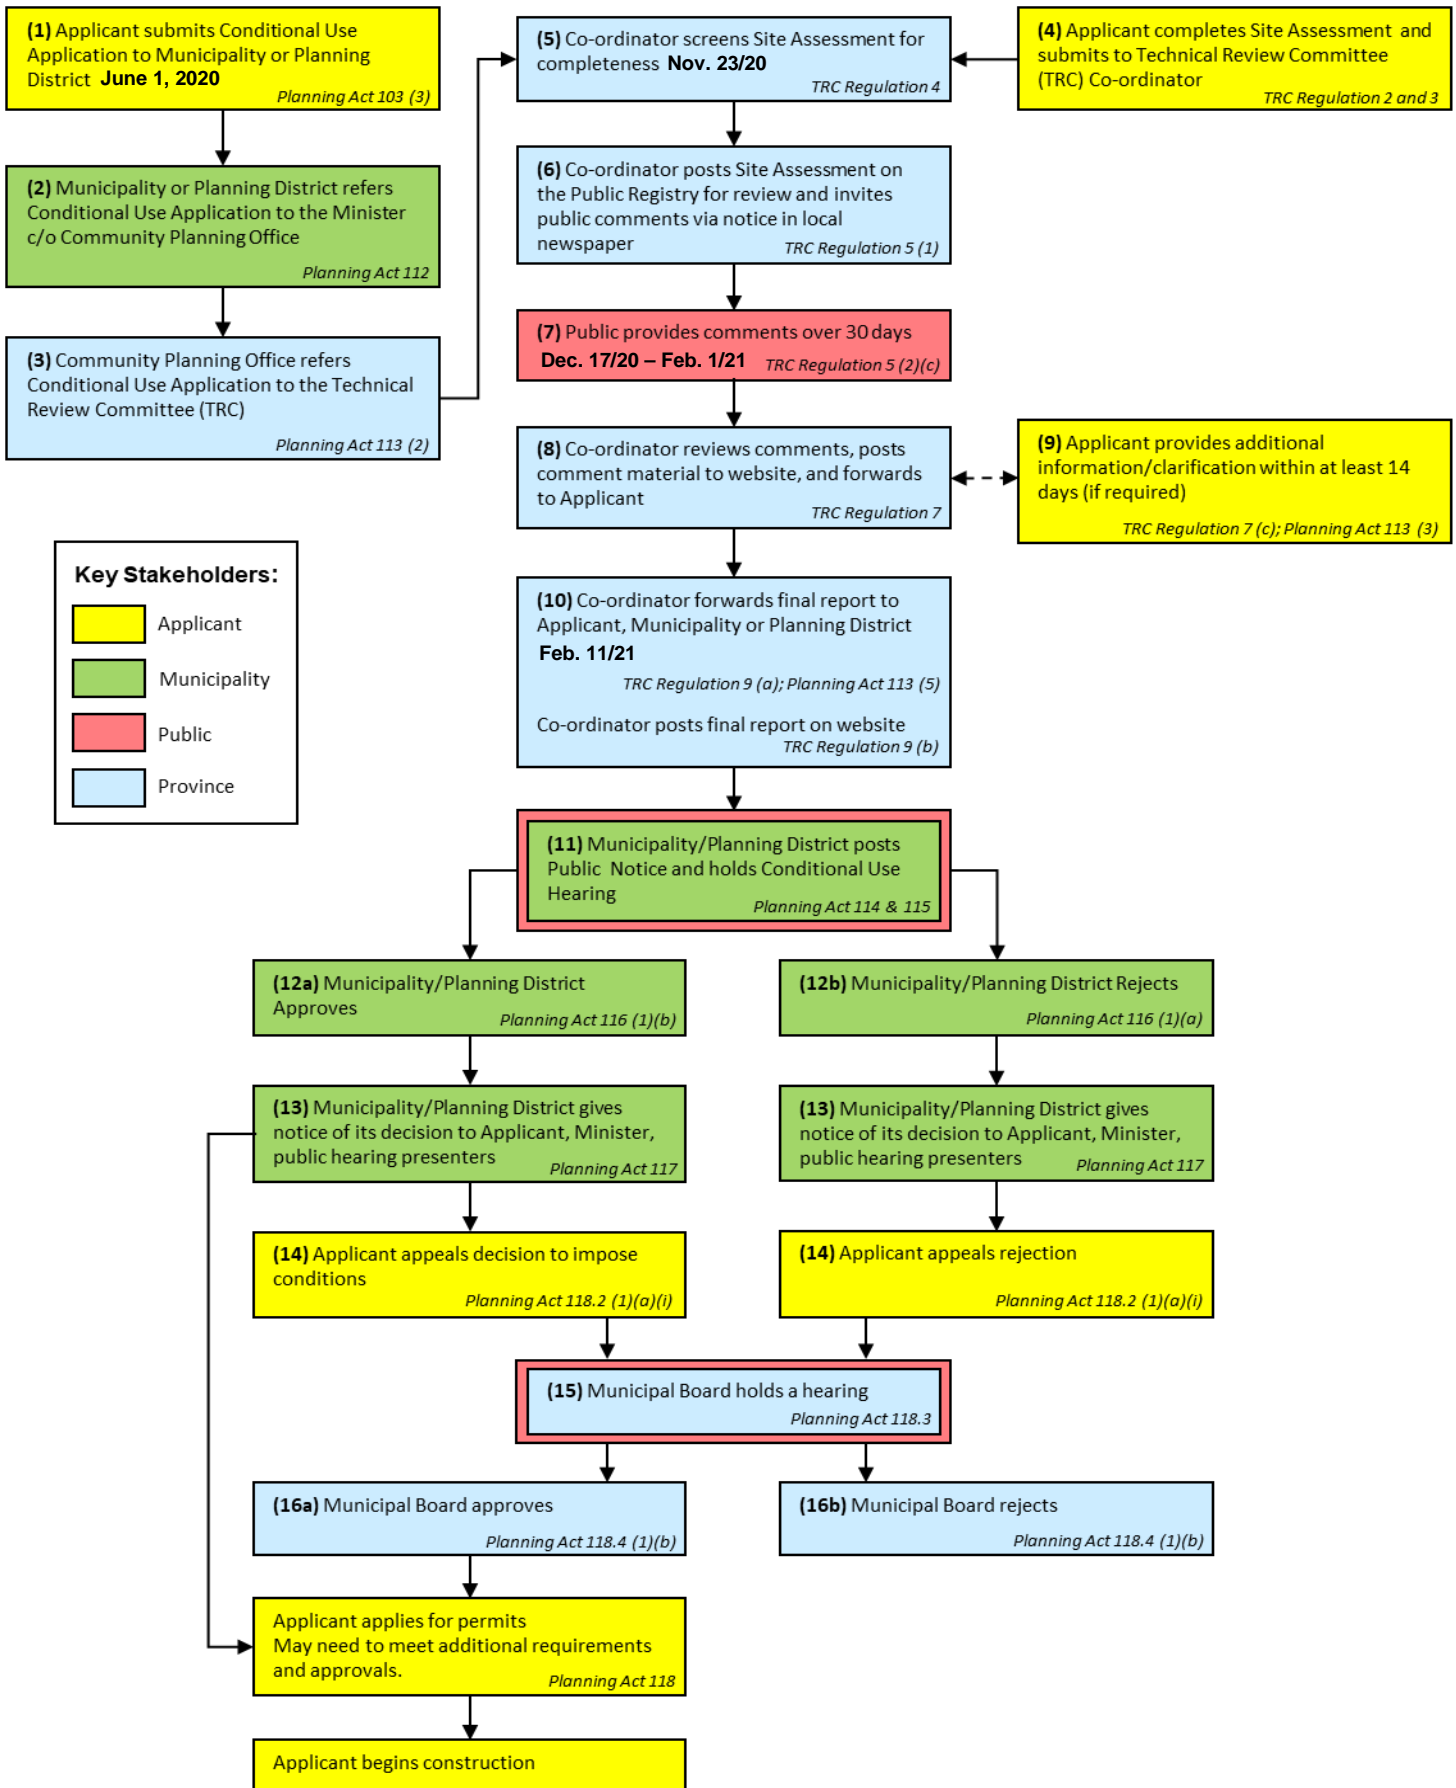 (1) Applicant submits Conditional Use
Application to Municipality or Planning
District June 1, 2020
Planning Act 103 (3)
(2) Municipality or Planning District refers
Conditional Use Application to the Minister
c/o Community Planning Office
Planning Act 112
(3) Community Planning Office refers
Conditional Use Application to the Technical
Review Committee (TRC)
Planning Act 113 (2)
(4) Applicant completes Site Assessment and
submits to Technical Review Committee
(TRC) Co-ordinator
TRC Regulation 2 and 3
(5) Co-ordinator screens Site Assessment for
completeness Nov. 23/20
TRC Regulation 4
(6) Co-ordinator posts Site Assessment on
the Public Registry for review and invites
public comments via notice in local
newspaper
TRC Regulation 5 (1)
(7) Public provides comments over 30 days
Dec. 17/20 – Feb. 1/21 TRC Regulation 5 (2)(c)
(8) Co-ordinator reviews comments, posts
comment material to website, and forwards
to Applicant
TRC Regulation 7
(9) Applicant provides additional
information/clarification within at least 14
days (if required)
TRC Regulation 7 (c); Planning Act 113 (3)
Key Stakeholders:
Applicant
Municipality
Public
Province
(10) Co-ordinator forwards final report to
Applicant, Municipality or Planning District
Feb. 11/21
TRC Regulation 9 (a); Planning Act 113 (5)
Co-ordinator posts final report on website
TRC Regulation 9 (b)
(11) Municipality/Planning District posts
Public Notice and holds Conditional Use
Hearing
Planning Act 114 & 115
(12a) Municipality/Planning District
Approves
Planning Act 116 (1)(b)
(12b) Municipality/Planning District Rejects
Planning Act 116 (1)(a)
(13) Municipality/Planning District gives
notice of its decision to Applicant, Minister,
public hearing presenters
Planning Act 117
(13) Municipality/Planning District gives
notice of its decision to Applicant, Minister,
public hearing presenters
Planning Act 117
(14) Applicant appeals decision to impose
conditions
Planning Act 118.2 (1)(a)(i)
(14) Applicant appeals rejection
Planning Act 118.2 (1)(a)(i)
(15) Municipal Board holds a hearing
Planning Act 118.3
(16a) Municipal Board approves
Planning Act 118.4 (1)(b)
(16b) Municipal Board rejects
Planning Act 118.4 (1)(b)
Applicant applies for permits
May need to meet additional requirements
and approvals.
Planning Act 118
Applicant begins construction